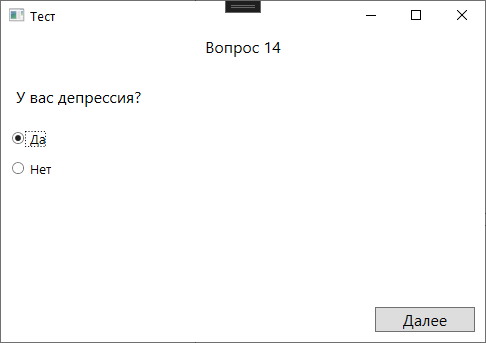 Тест
Вопрос 14
У вас депрессия?
Да
Нет
Далее